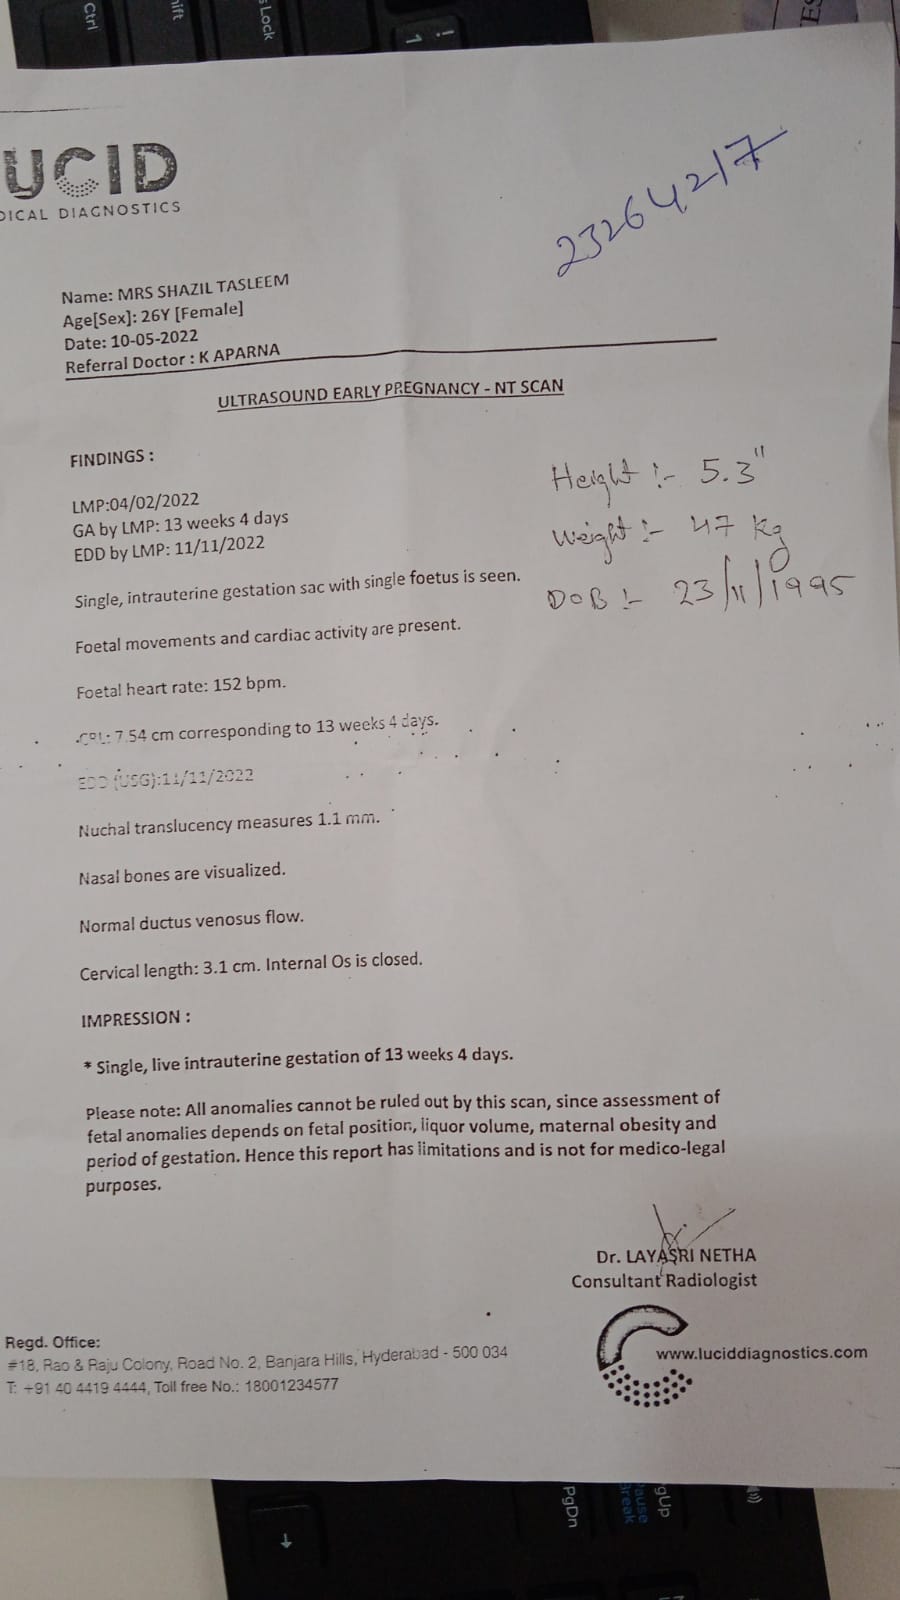 Ctrl
Lock
! 1
UCID
DICAL DIAGNOSTICS
23264217
Name: MRS SHAZIL TASLEEM
Age[Sex]: 26Y [Female]
Date: 10-05-2022
Referral Doctor : K APARNA
ULTRASOUND EARLY PREGNANCY - NT SCAN
FINDINGS :
LMP:04/02/2022
GA by LMP: 13 weeks 4 days
EDD by LMP: 11/11/2022
Height :- 5.3"
Weight :- 47 kg
DOB :- 23/11/1995
Single, intrauterine gestation sac with single foetus is seen.
Foetal movements and cardiac activity are present.
Foetal heart rate: 152 bpm.
CRL: 7.54 cm corresponding to 13 weeks 4 days.
EDD (USG):11/11/2022
Nuchal translucency measures 1.1 mm.
Nasal bones are visualized.
Normal ductus venosus flow.
Cervical length: 3.1 cm. Internal Os is closed.
IMPRESSION :
* Single, live intrauterine gestation of 13 weeks 4 days.
Please note: All anomalies cannot be ruled out by this scan, since assessment of
fetal anomalies depends on fetal position, liquor volume, maternal obesity and
period of gestation. Hence this report has limitations and is not for medico-legal
purposes.
Dr. LAYASRI NETHA
Consultant Radiologist
Regd. Office:
#18, Rao & Raju Colony, Road No. 2, Banjara Hills, Hyderabad - 500 034
T: +91 40 4419 4444, Toll free No.: 18001234577
www.luciddiagnostics.com
PgDn
PgUp